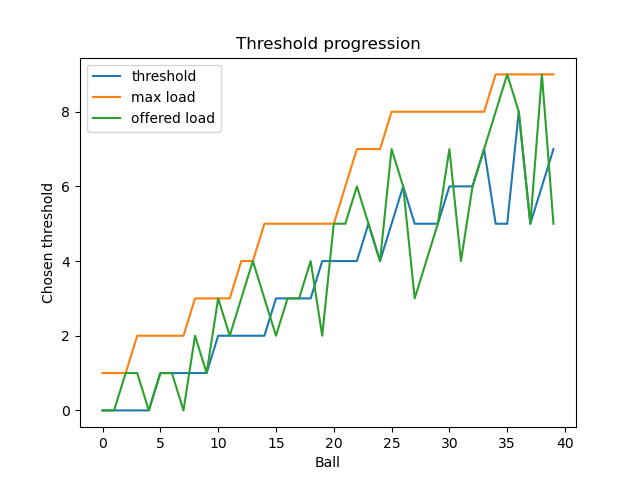 Threshold progression
threshold
max load
offered load
Chosen threshold
8
6
4
2
0
0 5 10 15 20 25 30 35 40
Ball